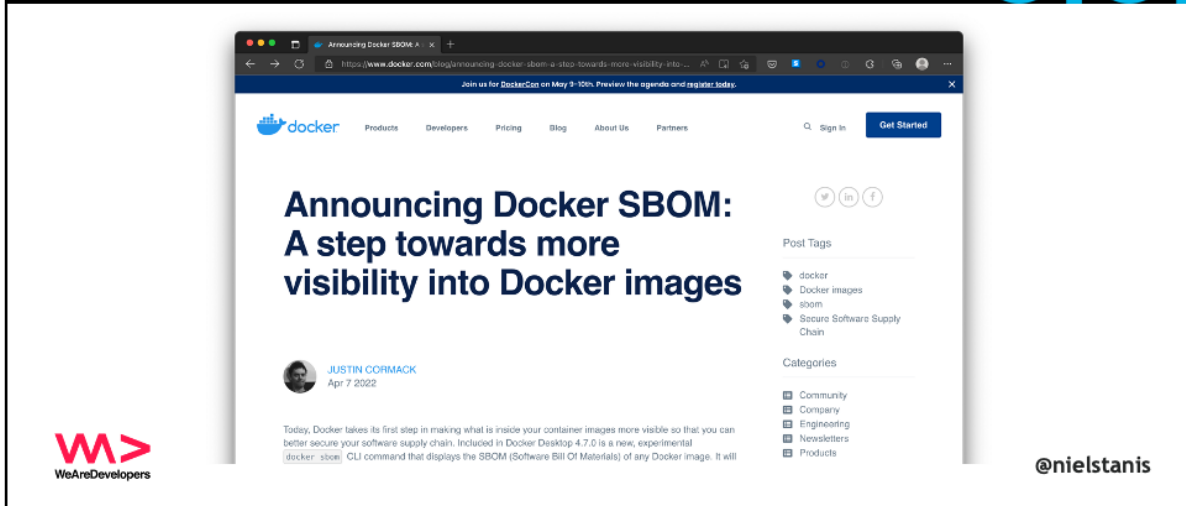 Announcing Docker SBOM: A
https://www.docker.com/blog/announcing-docker-sbom-a-step-towards-more-visibility-into-...
Join us for DockerCon on May 9-10th. Preview the agenda and register today.
docker
Products
Developers
Pricing
Blog
About Us
Partners
Sign In
Get Started
Announcing Docker SBOM:
A step towards more
visibility into Docker images
JUSTIN CORMACK
Apr 7 2022
Today, Docker takes its first step in making what is inside your container images more visible so that you can
better secure your software supply chain. Included in Docker Desktop 4.7.0 is a new, experimental
docker sbom CLI command that displays the SBOM (Software Bill Of Materials) of any Docker image. It will
Post Tags
docker
Docker images
sbom
Secure Software Supply
Chain
Categories
Community
Company
Engineering
Newsletters
Products
WeAreDevelopers
@nielstanis